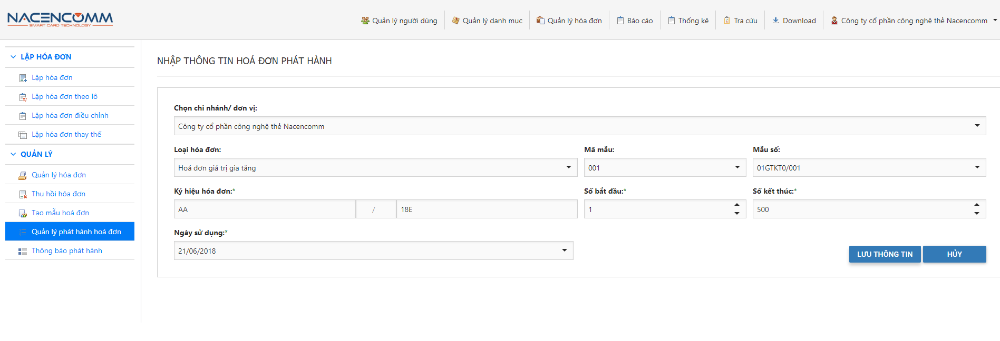 NACENCOMM
SMART CARD TECHNOLOGY
Quản lý người dùng
Quản lý danh mục
Quản lý hóa đơn
Báo cáo
Thống kê
Tra cứu
Download
Công ty cổ phần công nghệ thẻ Nacencomm
LẬP HÓA ĐƠN
Lập hóa đơn
Lập hóa đơn theo lô
Lập hóa đơn điều chỉnh
Lập hóa đơn thay thế
QUẢN LÝ
Quản lý hóa đơn
Thu hồi hóa đơn
Tạo mẫu hoá đơn
Quản lý phát hành hoá đơn
Thông báo phát hành
NHẬP THÔNG TIN HOÁ ĐƠN PHÁT HÀNH
Chọn chi nhánh/ đơn vị:
Công ty cổ phần công nghệ thẻ Nacencomm
Loại hóa đơn:
Hoá đơn giá trị gia tăng
Mã mẫu:
001
Mẫu số:
01GTKT0/001
Ký hiệu hóa đơn:*
AA / 18E
Số bắt đầu:*
1
Số kết thúc:*
500
Ngày sử dụng:*
21/06/2018
LƯU THÔNG TIN
HỦY